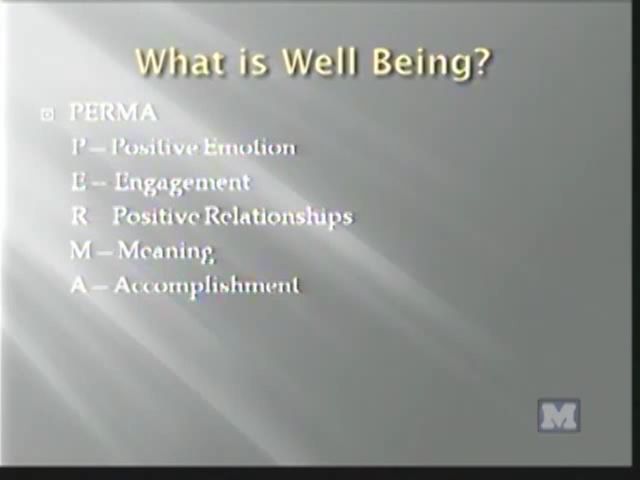 What is Well Being?
PERMA
P – Positive Emotion
E – Engagement
R – Positive Relationships
M – Meaning
A – Accomplishment
M